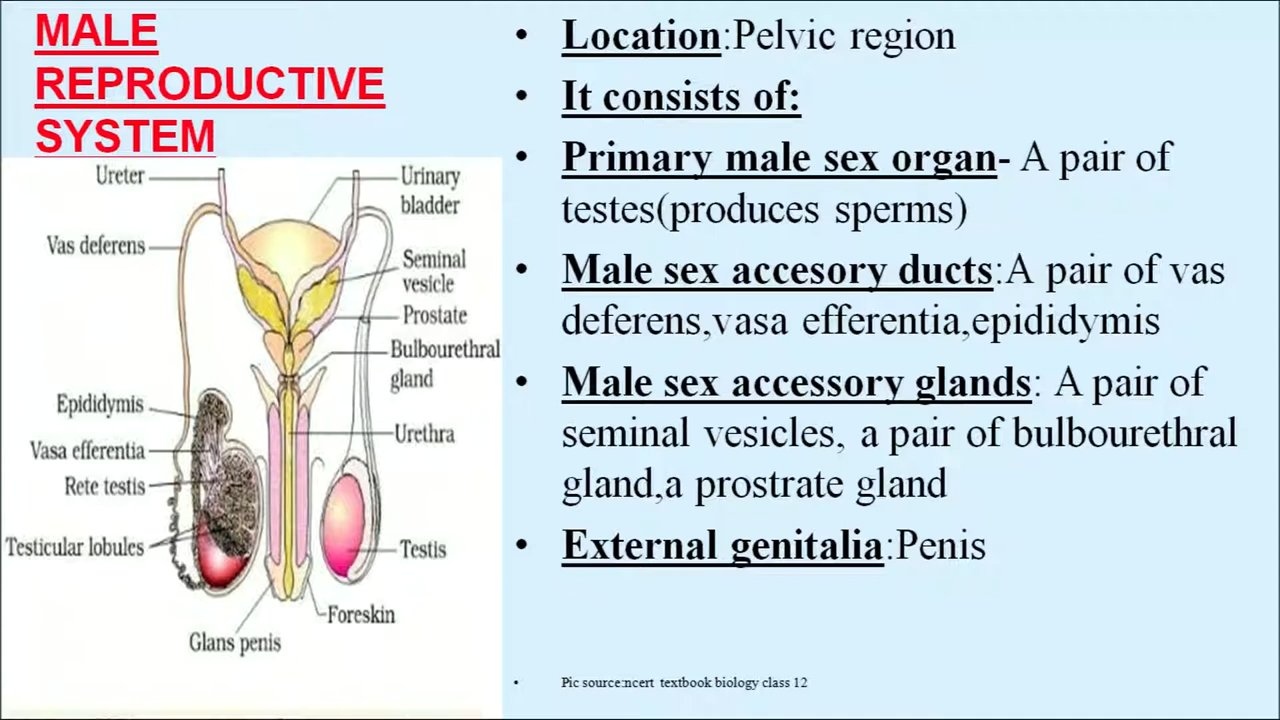 MALE
REPRODUCTIVE
SYSTEM
Ureter
Vas deferens
Epididymis
Vasa efferentia
Rete testis
Testicular lobules
Glans penis
Urinary
bladder
Seminal
vesicle
Prostate
Bulbourethral
gland
Urethra
Testis
Foreskin
• Location:Pelvic region
• It consists of:
• Primary male sex organ- A pair of
testes(produces sperms)
• Male sex accesory ducts:A pair of vas
deferens,vasa efferentia,epididymis
• Male sex accessory glands: A pair of
seminal vesicles, a pair of bulbourethral
gland,a prostrate gland
• External genitalia:Penis
• Pic source:ncert textbook biology class 12